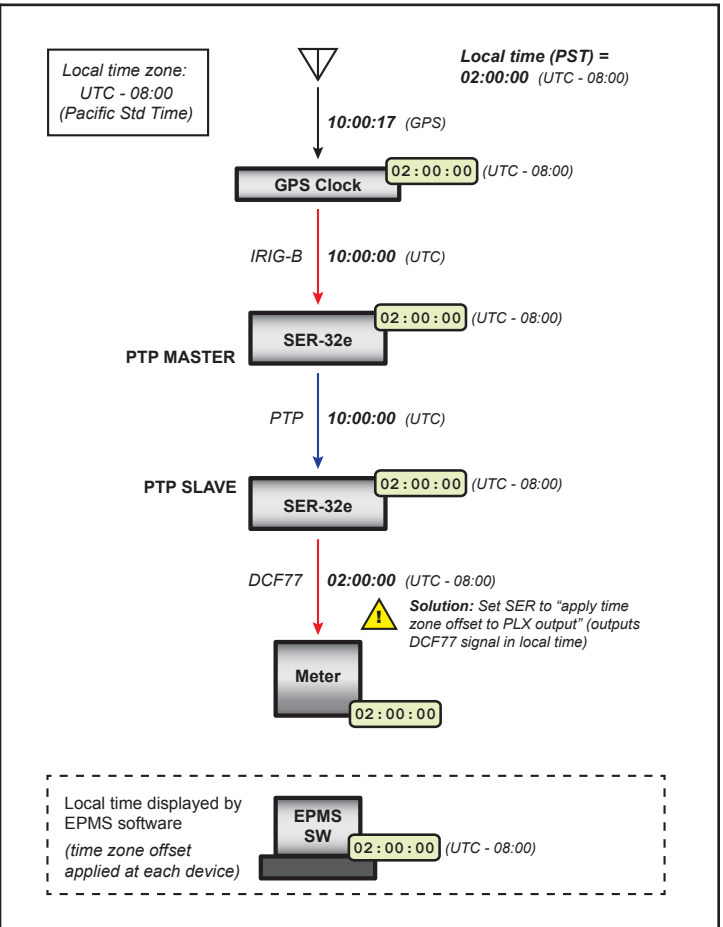 Local time zone:
UTC - 08:00
(Pacific Std Time)
Local time (PST) =
02:00:00 (UTC - 08:00)
10:00:17 (GPS)
GPS Clock
02:00:00 (UTC - 08:00)
IRIG-B 10:00:00 (UTC)
02:00:00 (UTC - 08:00)
SER-32e
PTP MASTER
PTP 10:00:00 (UTC)
PTP SLAVE
02:00:00 (UTC - 08:00)
SER-32e
DCF77 02:00:00 (UTC - 08:00)
! Solution: Set SER to “apply time
zone offset to PLX output” (outputs
DCF77 signal in local time)
Meter
02:00:00
Local time displayed by
EPMS software
(time zone offset
applied at each device)
EPMS
SW
02:00:00 (UTC - 08:00)